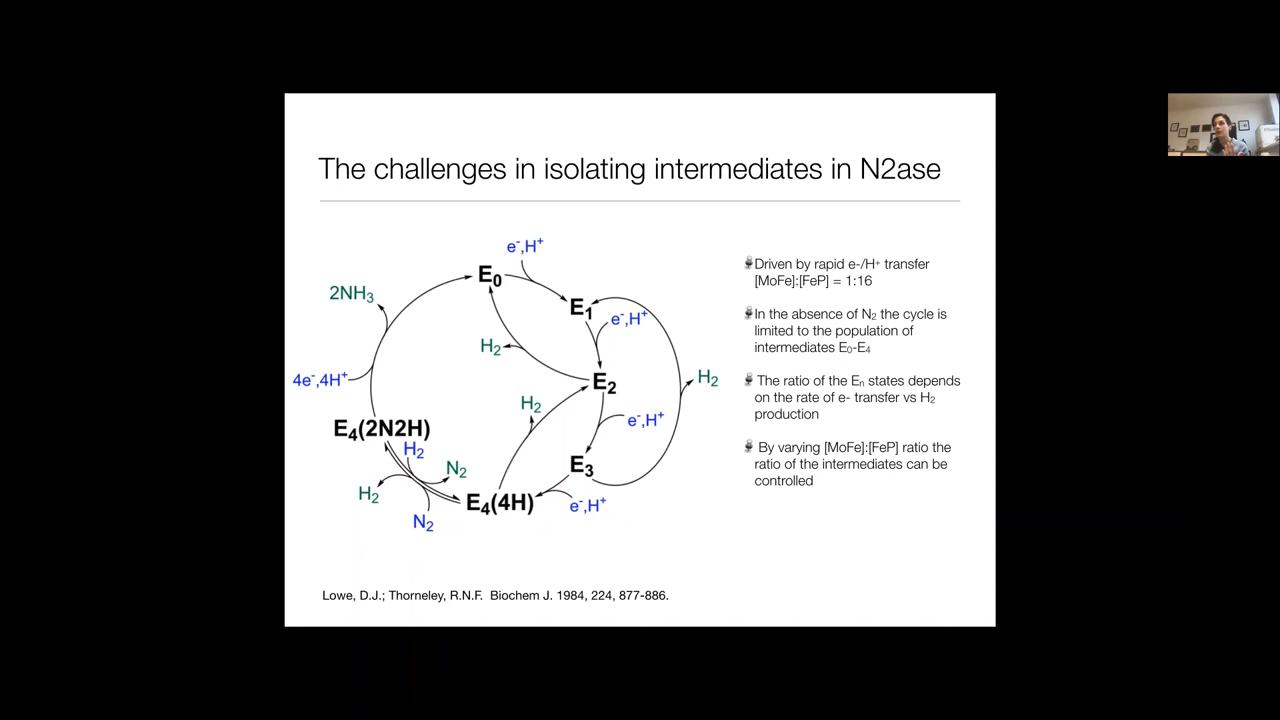 The challenges in isolating intermediates in N2ase
e⁻,H⁺
E₀
2NH₃
E₁
e⁻,H⁺
H₂
4e⁻,4H⁺
E₂
H₂
H₂
e⁻,H⁺
E₄(2N2H)
H₂
N₂
E₃
H₂
E₄(4H)
e⁻,H⁺
N₂
Driven by rapid e-/H⁺ transfer
[MoFe]:[FeP] = 1:16
In the absence of N₂ the cycle is
limited to the population of
intermediates E₀-E₄
The ratio of the Eₙ states depends
on the rate of e- transfer vs H₂
production
By varying [MoFe]:[FeP] ratio the
ratio of the intermediates can be
controlled
Lowe, D.J.; Thorneley, R.N.F. Biochem J. 1984, 224, 877-886.